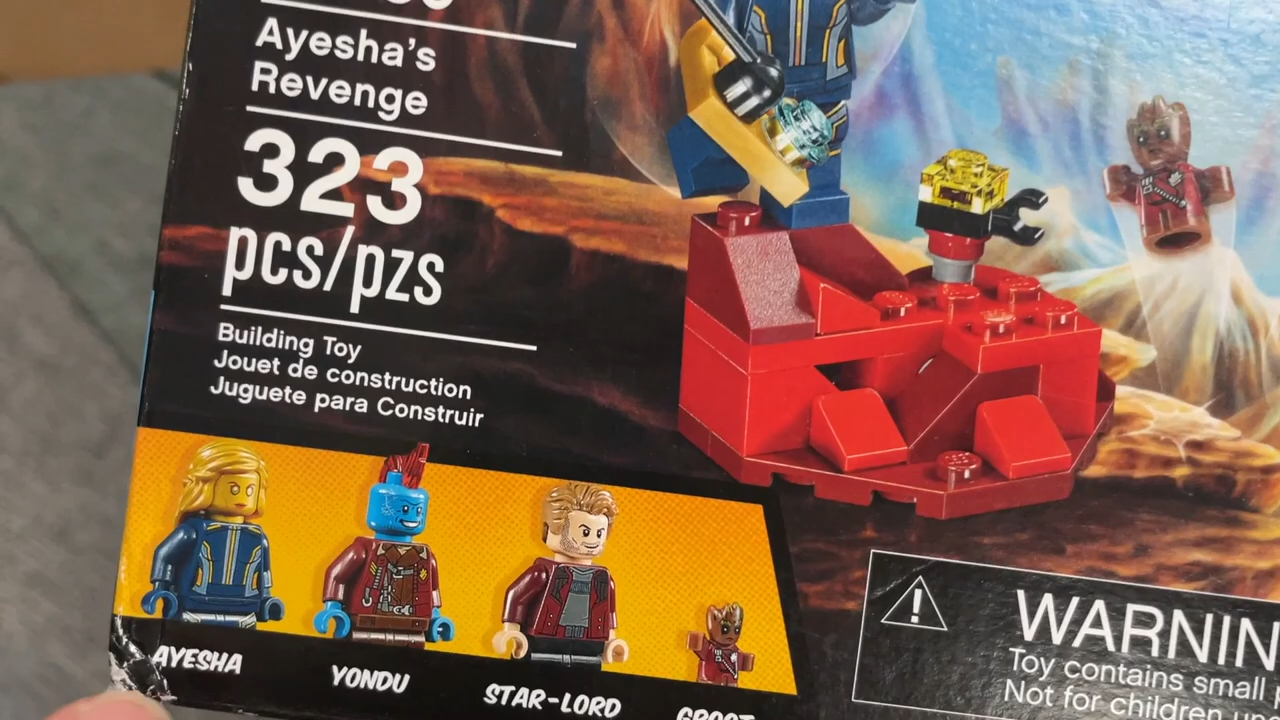 Ayesha's
Revenge
323
pcs/pzs
Building Toy
Jouet de construction
Juguete para Construir
AYESHA
YONDU
STAR-LORD
GROOT
WARNIN
Toy contains small
Not for children un